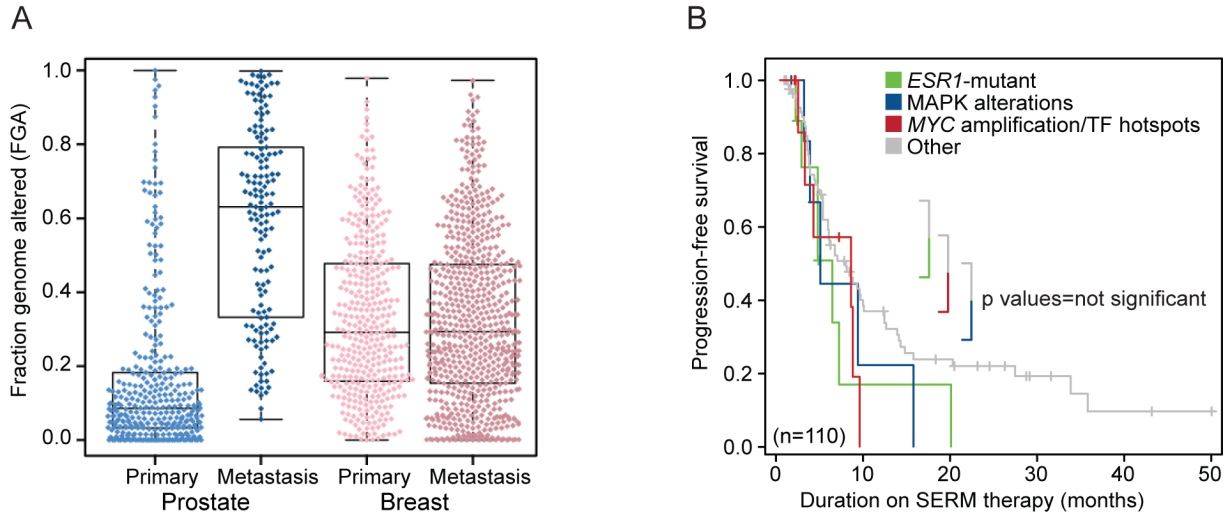 A
Fraction genome altered (FGA)
1.0
0.8
0.6
0.4
0.2
0.0
Primary Metastasis Primary Metastasis
Prostate Breast
B
Progression-free survival
1.0
0.8
0.6
0.4
0.2
0.0
ESR1-mutant
MAPK alterations
MYC amplification/TF hotspots
Other
p values=not significant
(n=110)
0 10 20 30 40 50
Duration on SERM therapy (months)